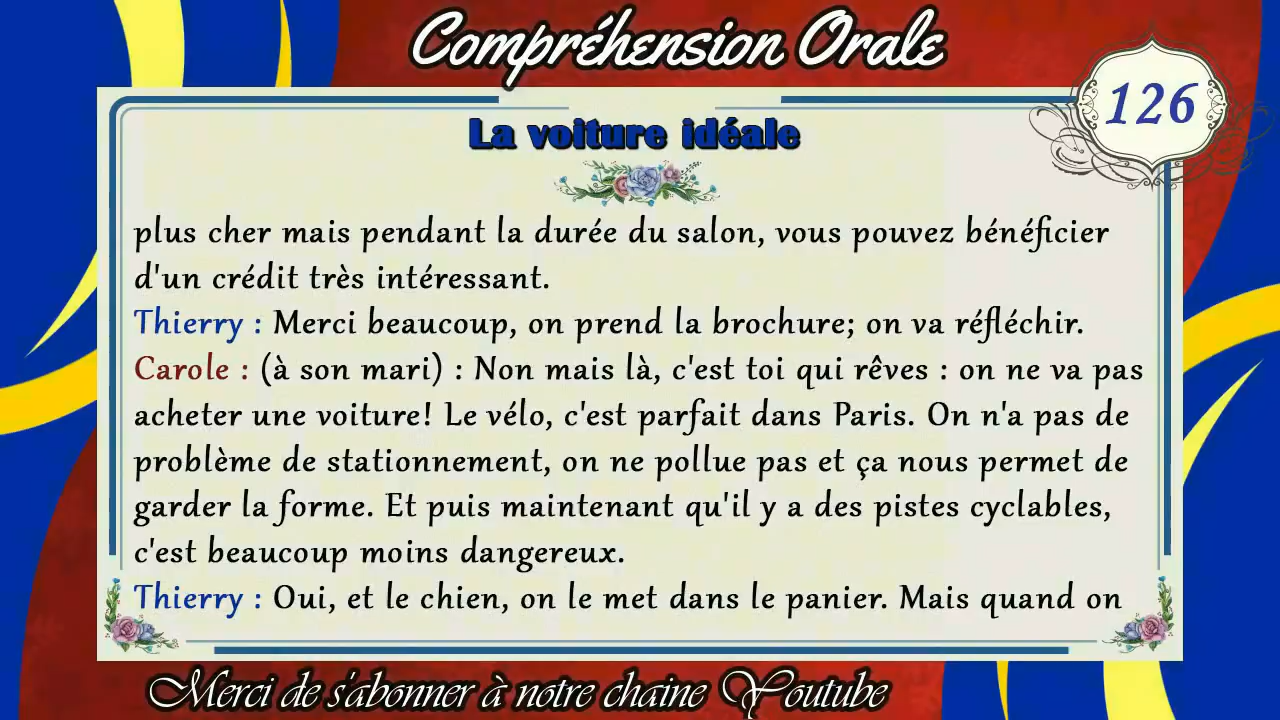 Compréhension Orale
126
La voiture idéale
plus cher mais pendant la durée du salon, vous pouvez bénéficier
d'un crédit très intéressant.
Thierry : Merci beaucoup, on prend la brochure; on va réfléchir.
Carole : (à son mari) : Non mais là, c'est toi qui rêves : on ne va pas
acheter une voiture! Le vélo, c'est parfait dans Paris. On n'a pas de
problème de stationnement, on ne pollue pas et ça nous permet de
garder la forme. Et puis maintenant qu'il y a des pistes cyclables,
c'est beaucoup moins dangereux.
Thierry : Oui, et le chien, on le met dans le panier. Mais quand on
Merci de s'abonner à notre chaine Youtube